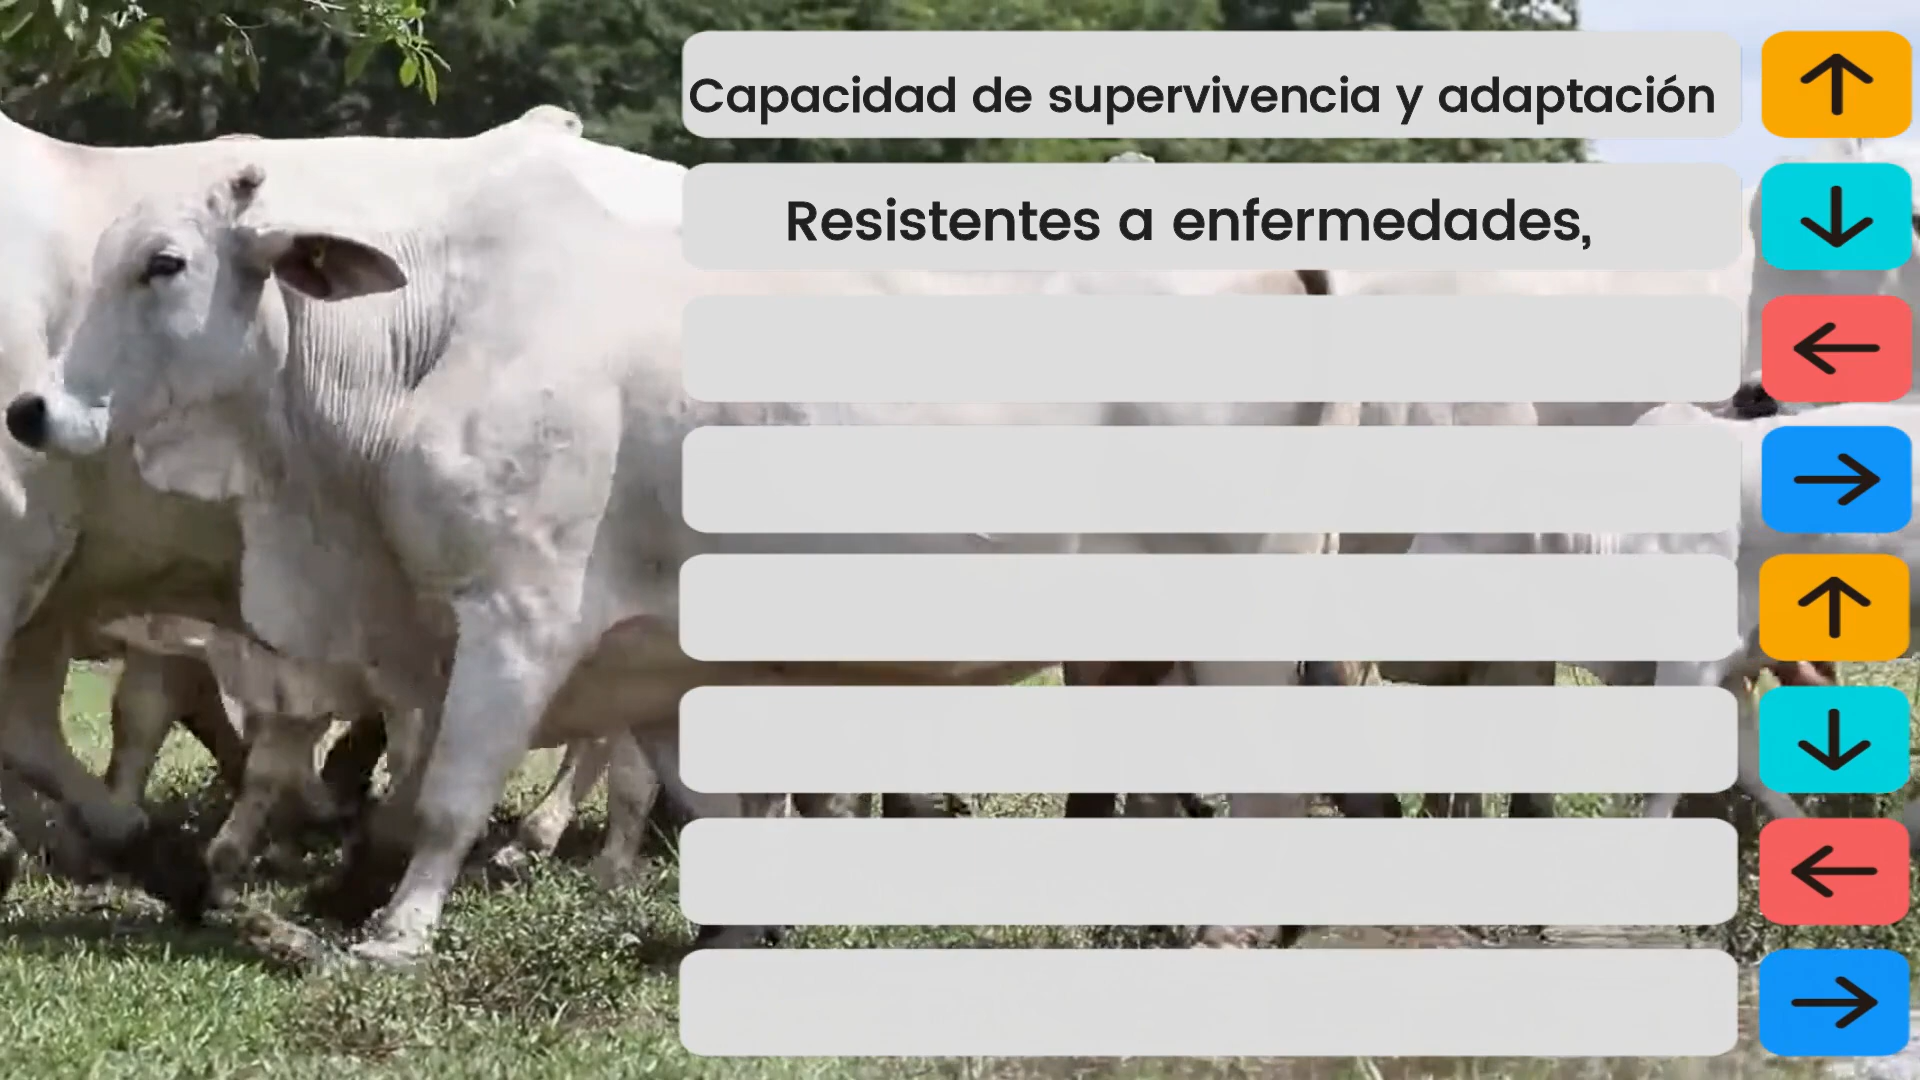 Capacidad de supervivencia y adaptación
Resistentes a enfermedades,